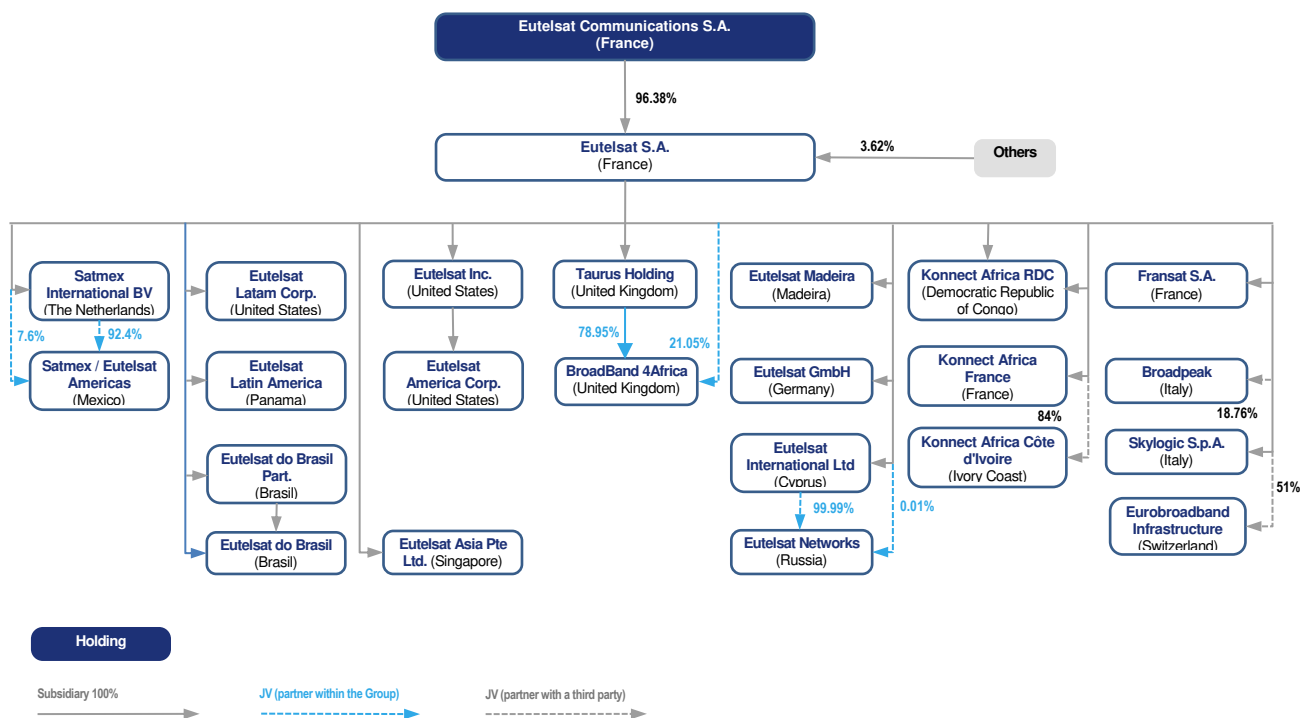 Eutelsat Communications S.A.
(France)
96.38%
Eutelsat S.A.
(France)
3.62%
Others
Satmex
International BV
(The Netherlands)
7.6%
92.4%
Satmex / Eutelsat
Americas
(Mexico)
Eutelsat
Latam Corp.
(United States)
Eutelsat
Latin America
(Panama)
Eutelsat do Brasil
Part.
(Brasil)
Eutelsat do Brasil
(Brasil)
Eutelsat Inc.
(United States)
Eutelsat
America Corp.
(United States)
Eutelsat Asia Pte
Ltd. (Singapore)
Taurus Holding
(United Kingdom)
78.95%
21.05%
BroadBand 4Africa
(United Kingdom)
Eutelsat Madeira
(Madeira)
Eutelsat GmbH
(Germany)
Eutelsat
International Ltd
(Cyprus)
99.99%
0.01%
Eutelsat Networks
(Russia)
Konnect Africa RDC
(Democratic Republic
of Congo)
Konnect Africa
France
(France)
84%
Konnect Africa Côte
d'Ivoire
(Ivory Coast)
Fransat S.A.
(France)
Broadpeak
(Italy)
18.76%
Skylogic S.p.A.
(Italy)
51%
Eurobroadband
Infrastructure
(Switzerland)
Holding
Subsidiary 100%
JV (partner within the Group)
JV (partner with a third party)